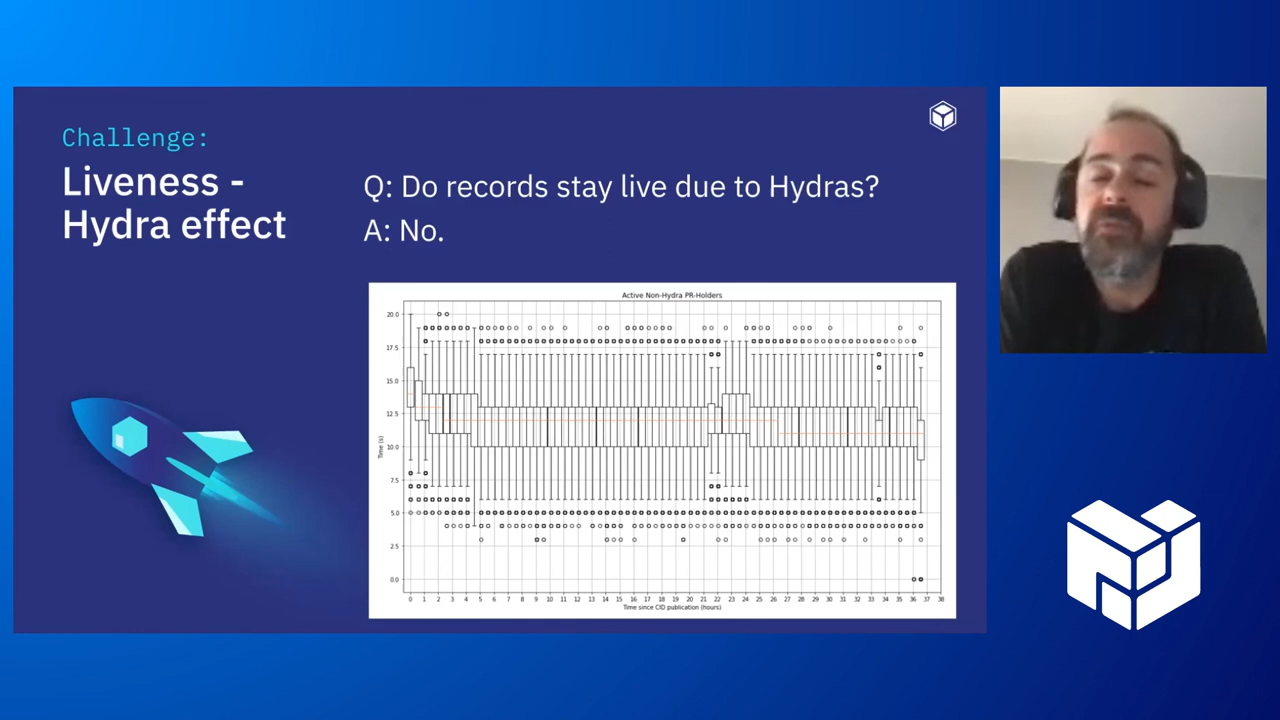 Challenge:
Liveness -
Hydra effect
Q: Do records stay live due to Hydras?
A: No.
Active Non-Hydra PR-Holders
20.0
17.5
15.0
12.5
10.0
7.5
5.0
2.5
0.0
Time (s)
0 1 2 3 4 5 6 7 8 9 10 11 12 13 14 15 16 17 18 19 20 21 22 23 24 25 26 27 28 29 30 31 32 33 34 35 36 37 38
Time since CID publication (hours)